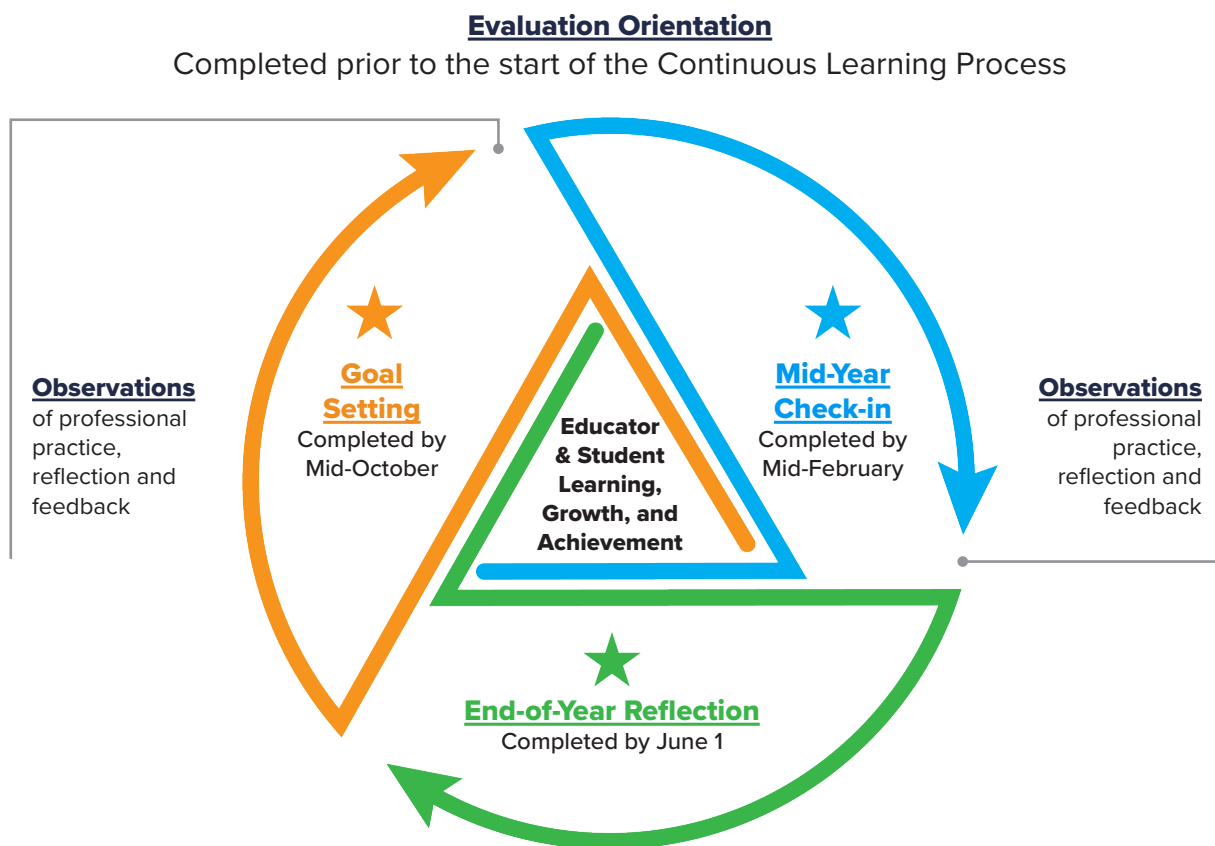 Evaluation Orientation
Completed prior to the start of the Continuous Learning Process
Observations
of professional
practice,
reflection and
feedback
Goal
Setting
Completed by
Mid-October
Educator
& Student
Learning,
Growth, and
Achievement
Mid-Year
Check-in
Completed by
Mid-February
Observations
of professional
practice,
reflection and
feedback
End-of-Year Reflection
Completed by June 1